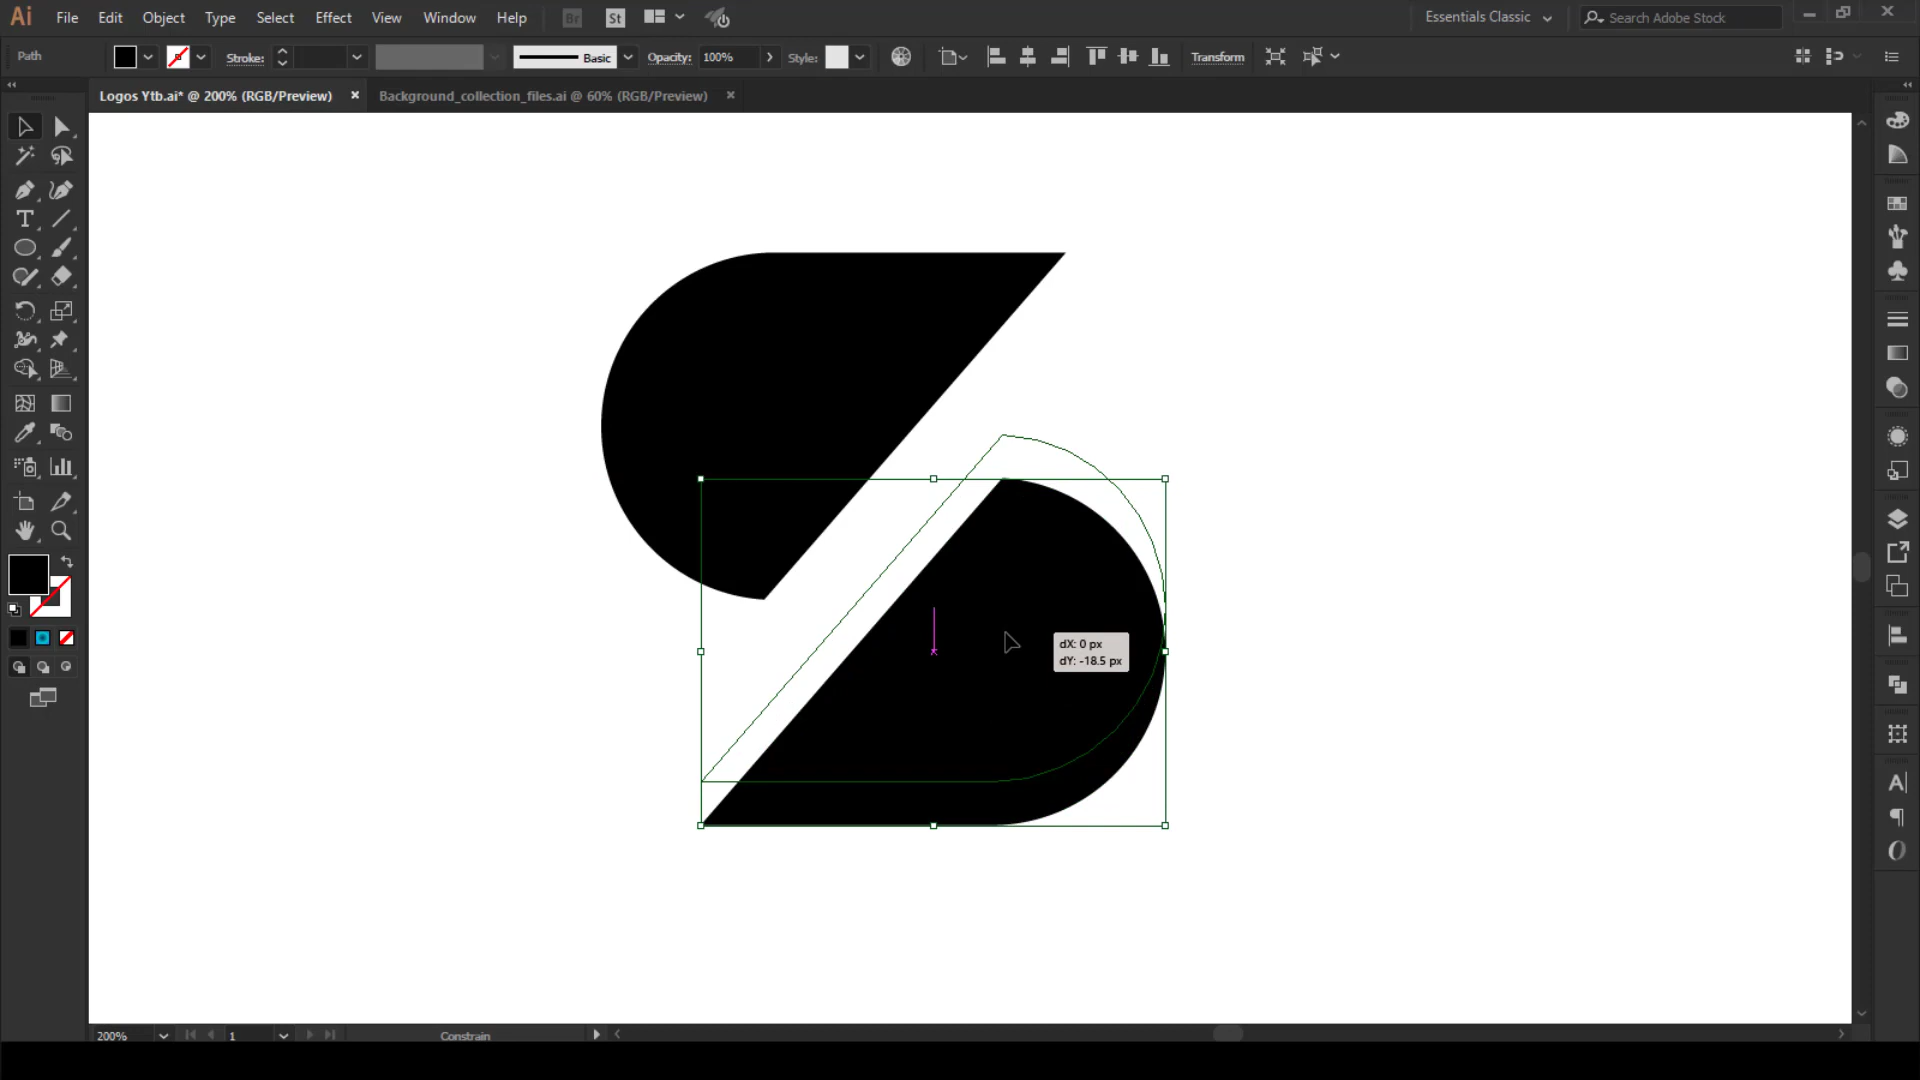 Ai File Edit Object Type Select Effect View Window Help Br St Essentials Classic Search Adobe Stock
Path Stroke: Basic Opacity: 100% Style: Transform
Logos Ytb.ai* @ 200% (RGB/Preview) Background_collection_files.ai @ 60% (RGB/Preview)
dX: 0 px
dY: -18.5 px
200% 1 Constrain